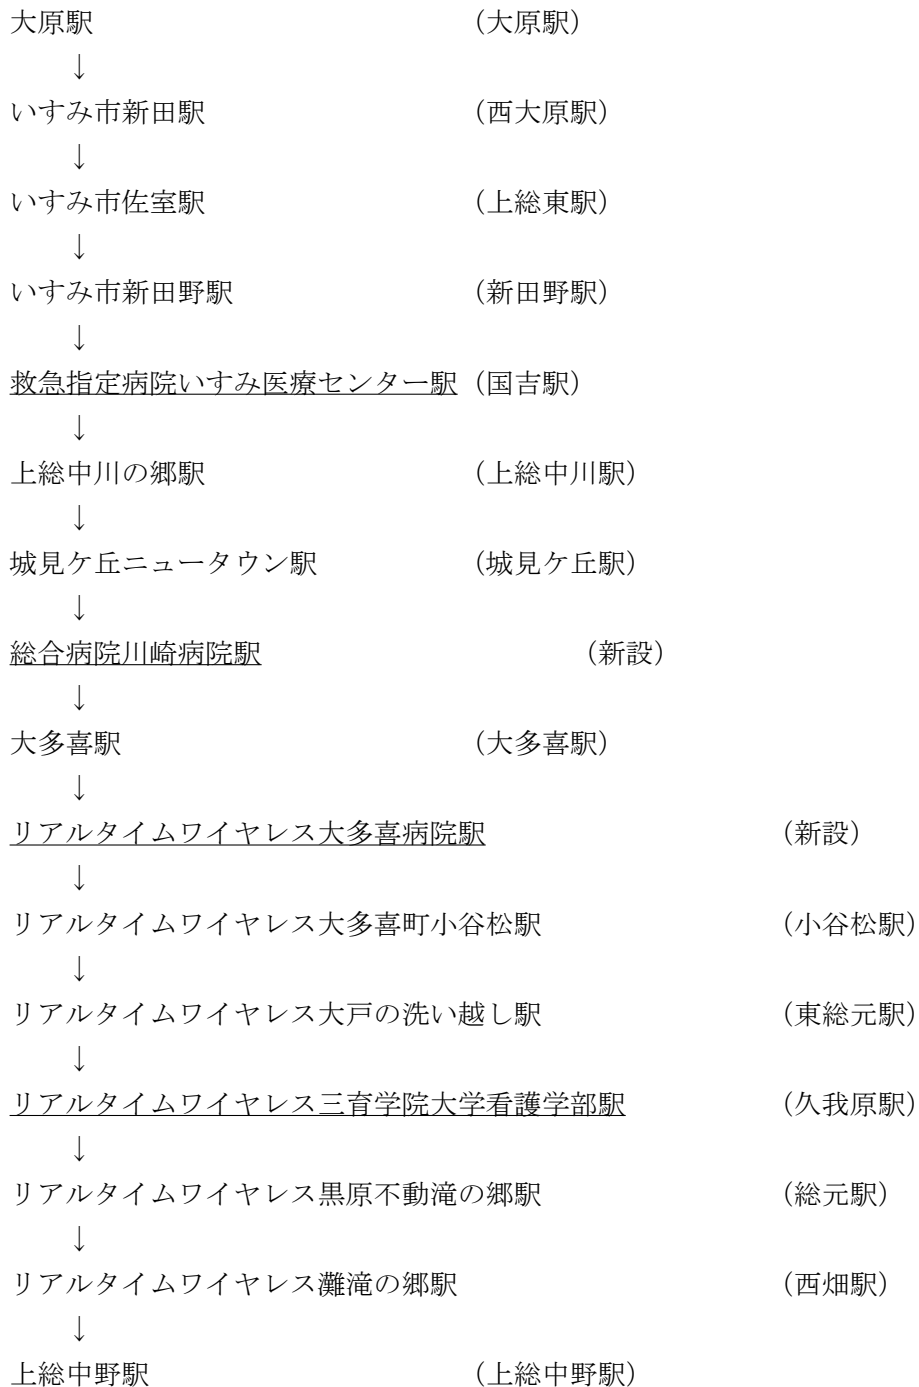 大原駅 （大原駅）
↓
いすみ市新田駅 （西大原駅）
↓
いすみ市佐室駅 （上総東駅）
↓
いすみ市新田野駅 （新田野駅）
↓
救急指定病院いすみ医療センター駅 （国吉駅）
↓
上総中川の郷駅 （上総中川駅）
↓
城見ケ丘ニュータウン駅 （城見ケ丘駅）
↓
総合病院川崎病院駅 （新設）
↓
大多喜駅 （大多喜駅）
↓
リアルタイムワイヤレス大多喜病院駅 （新設）
↓
リアルタイムワイヤレス大多喜町小谷松駅 （小谷松駅）
↓
リアルタイムワイヤレス大戸の洗い越し駅 （東総元駅）
↓
リアルタイムワイヤレス三育学院大学看護学部駅 （久我原駅）
↓
リアルタイムワイヤレス黒原不動滝の郷駅 （総元駅）
↓
リアルタイムワイヤレス灘滝の郷駅 （西畑駅）
↓
上総中野駅 （上総中野駅）